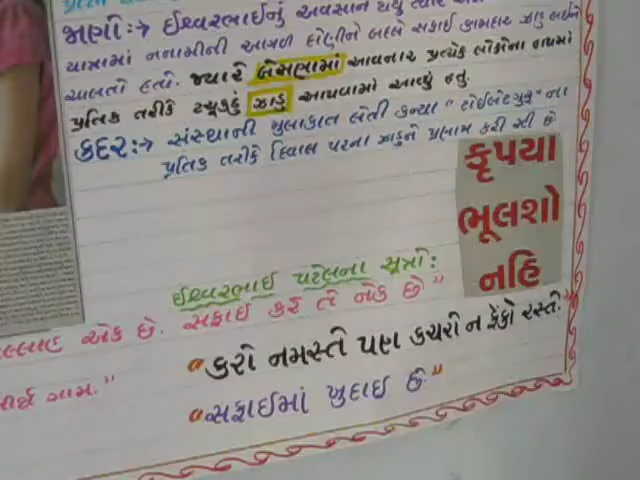 જાણી:→ ઈશ્વરભાઈનું અવસાન થયું ત્યારે
યાત્રામાં નનામીની આગળ દોણીને બદલે સફાઈ કામદાર ઝાડુ લઈને
ચાલતો હતો. જ્યારે બેસણામાં આવનાર પ્રત્યેક લોકોના હાથમાં
પ્રતિક તરીકે ટચૂકડું ઝાડુ આપવામાં આવ્યું હતું.
કદર:→ સંસ્થાની મુલાકાત લેતી કન્યા "ટોઈલેટગુરુ" ના
પ્રતિક તરીકે દિવાલ પરના ઝાડુને પ્રણામ કરી રહી છે
કૃપયા
ભૂલશો
નહિ
ઈશ્વરભાઈ પટેલના સૂત્રો:
એક છે. સફાઈ કરે તે નેક છે"
"કરો નમસ્તે પણ કચરો ન ફેંકો રસ્તે."
ગામ."
"સફાઈમાં ખુદાઈ છે"